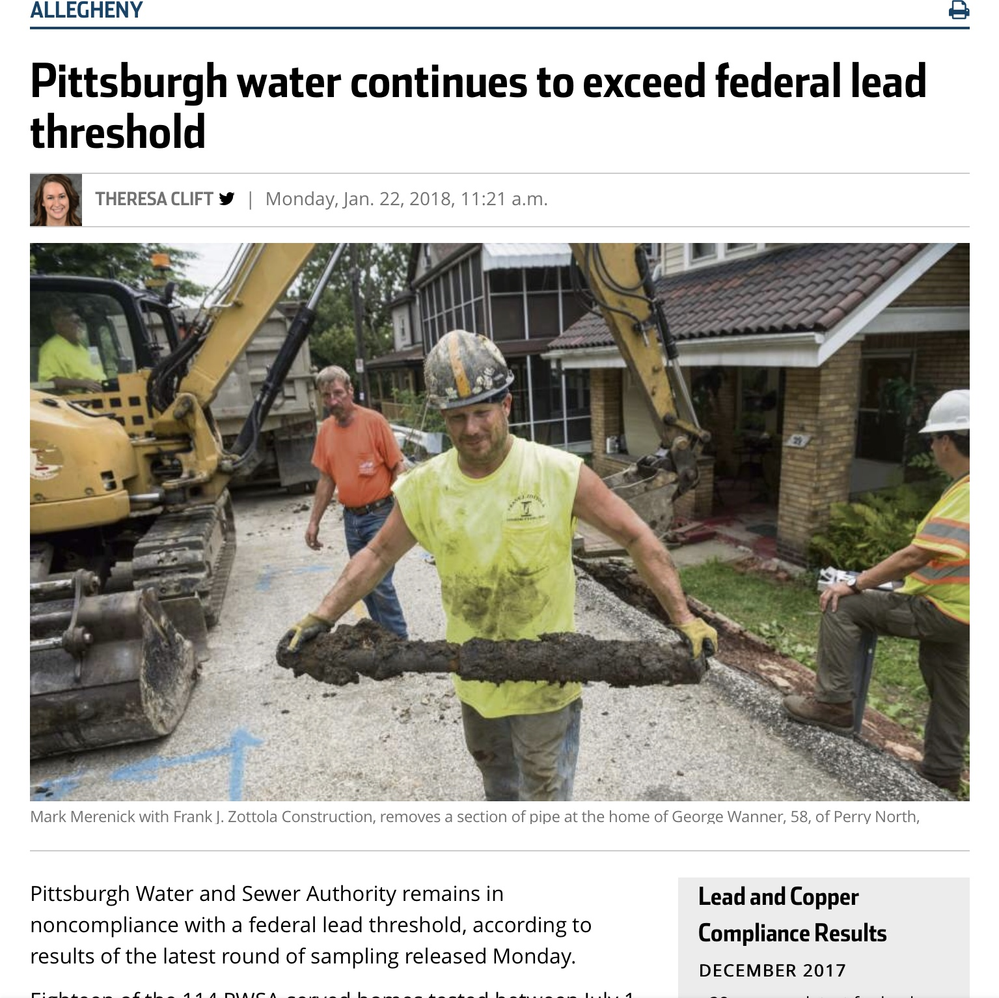 ALLEGHENY
Pittsburgh water continues to exceed federal lead
threshold
THERESA CLIFT | Monday, Jan. 22, 2018, 11:21 a.m.
Mark Merenick with Frank J. Zottola Construction, removes a section of pipe at the home of George Wanner, 58, of Perry North,
Pittsburgh Water and Sewer Authority remains in
noncompliance with a federal lead threshold, according to
results of the latest round of sampling released Monday.
Eighteen of the 114 PWSA-served homes tested between July 1
Lead and Copper
Compliance Results
DECEMBER 2017